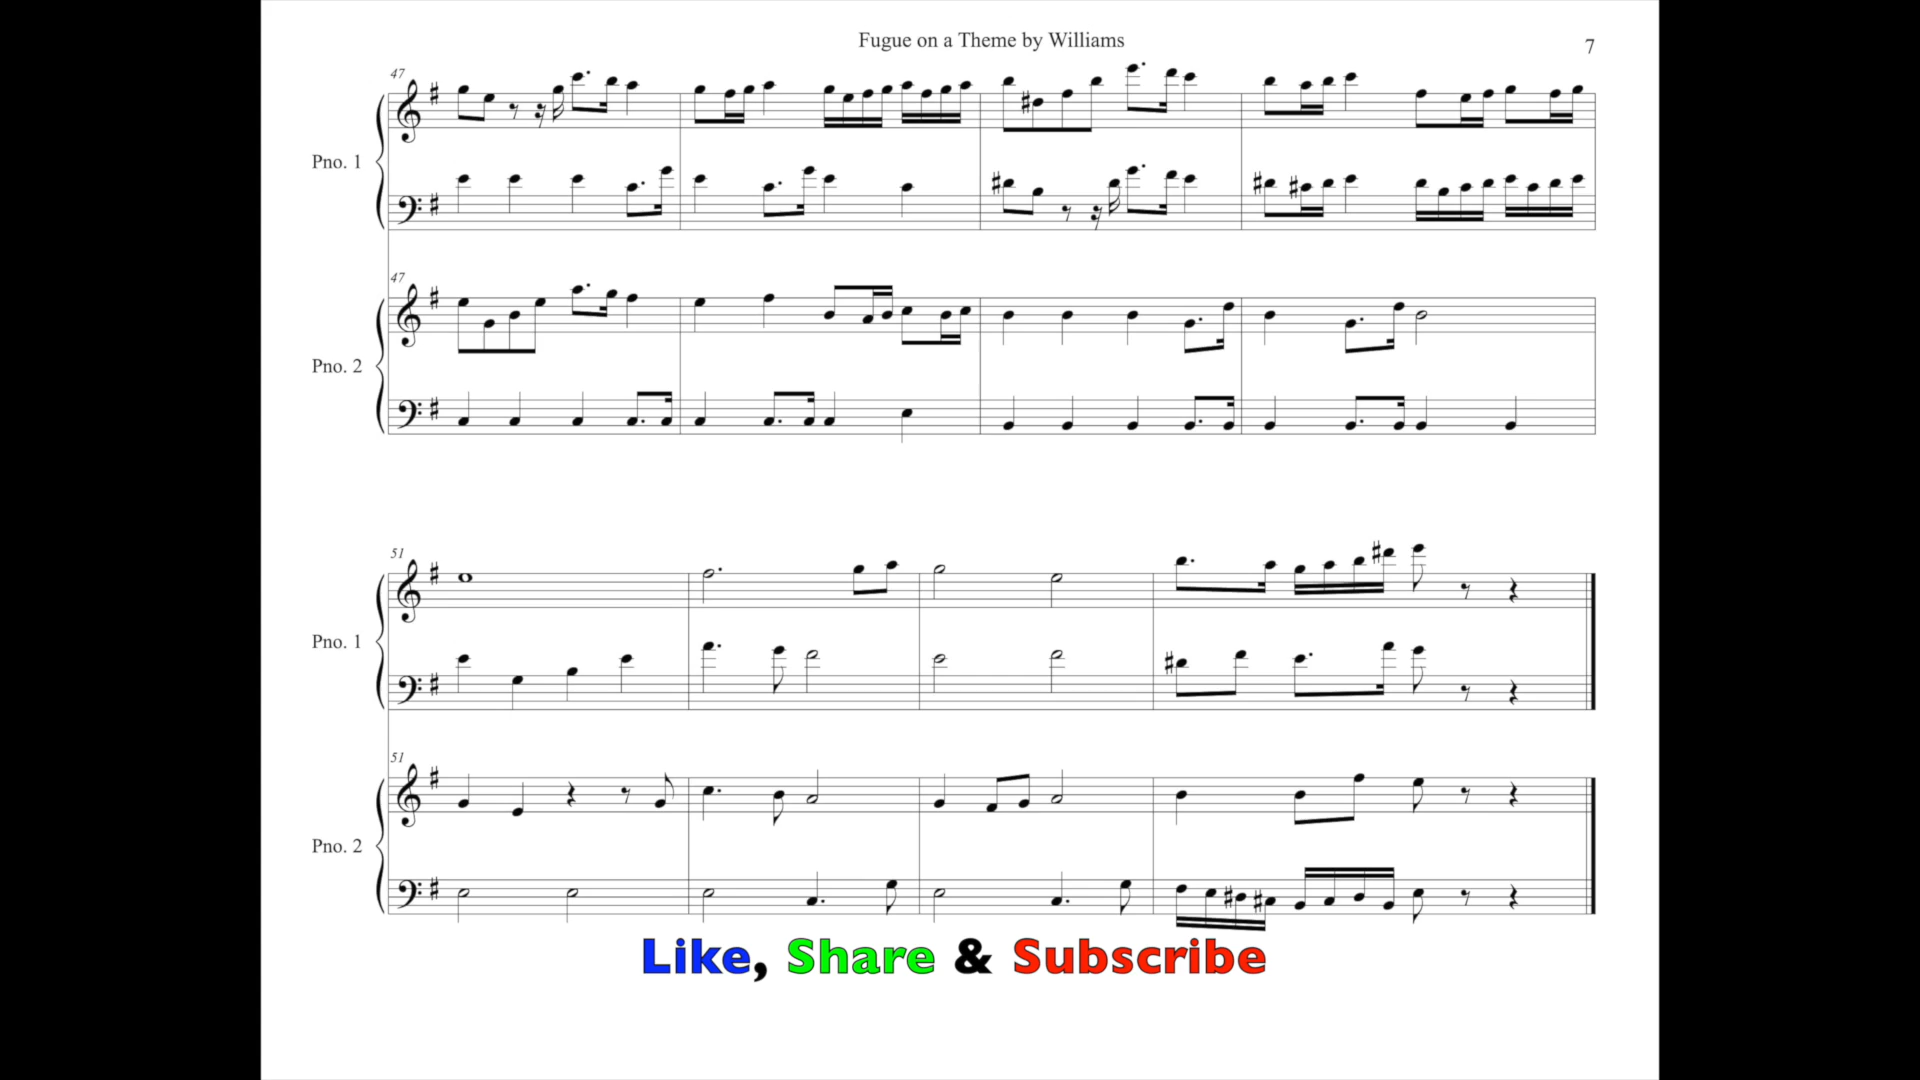 Fugue on a Theme by Williams
7
47
Pno. 1
47
Pno. 2
51
Pno. 1
51
Pno. 2
Like, Share & Subscribe